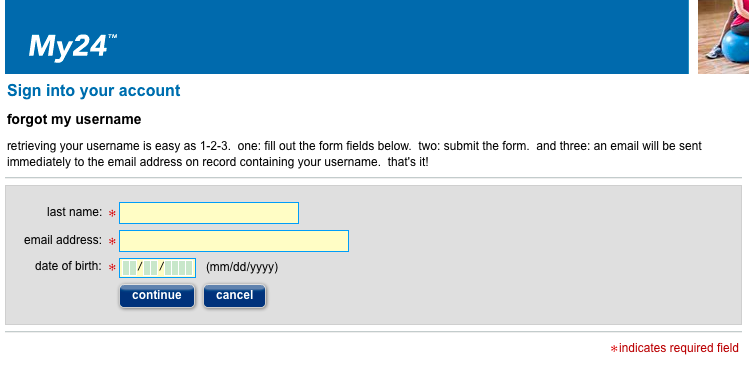 My24™
Sign into your account
forgot my username
retrieving your username is easy as 1-2-3.  one: fill out the form fields below.  two: submit the form.  and three: an email will be sent
immediately to the email address on record containing your username.  that's it!
last name: *
email address: *
date of birth: * / / (mm/dd/yyyy)
continue cancel
*indicates required field